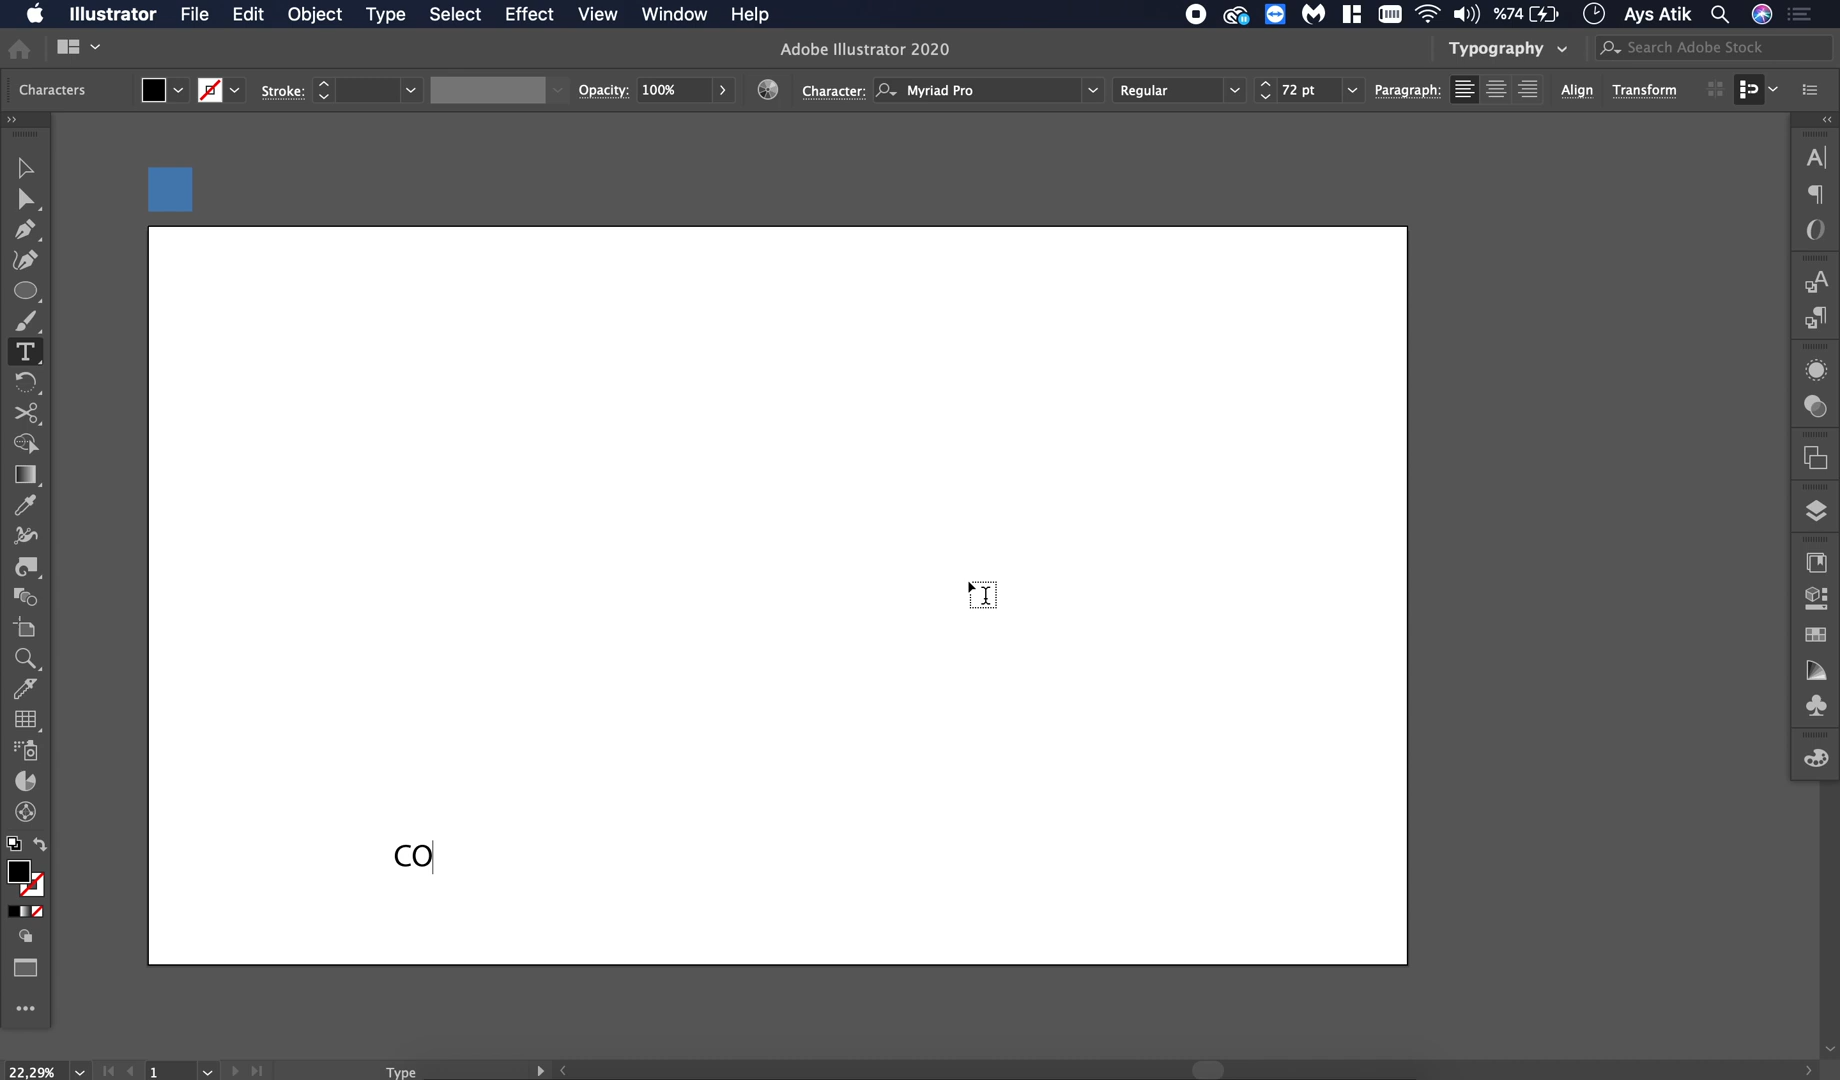 Illustrator File Edit Object Type Select Effect View Window Help %74 Ays Atik
Adobe Illustrator 2020 Typography Search Adobe Stock
Characters Stroke: Opacity: 100% Character: Myriad Pro Regular 72 pt Paragraph: Align Transform
CO
22,29% 1 Type